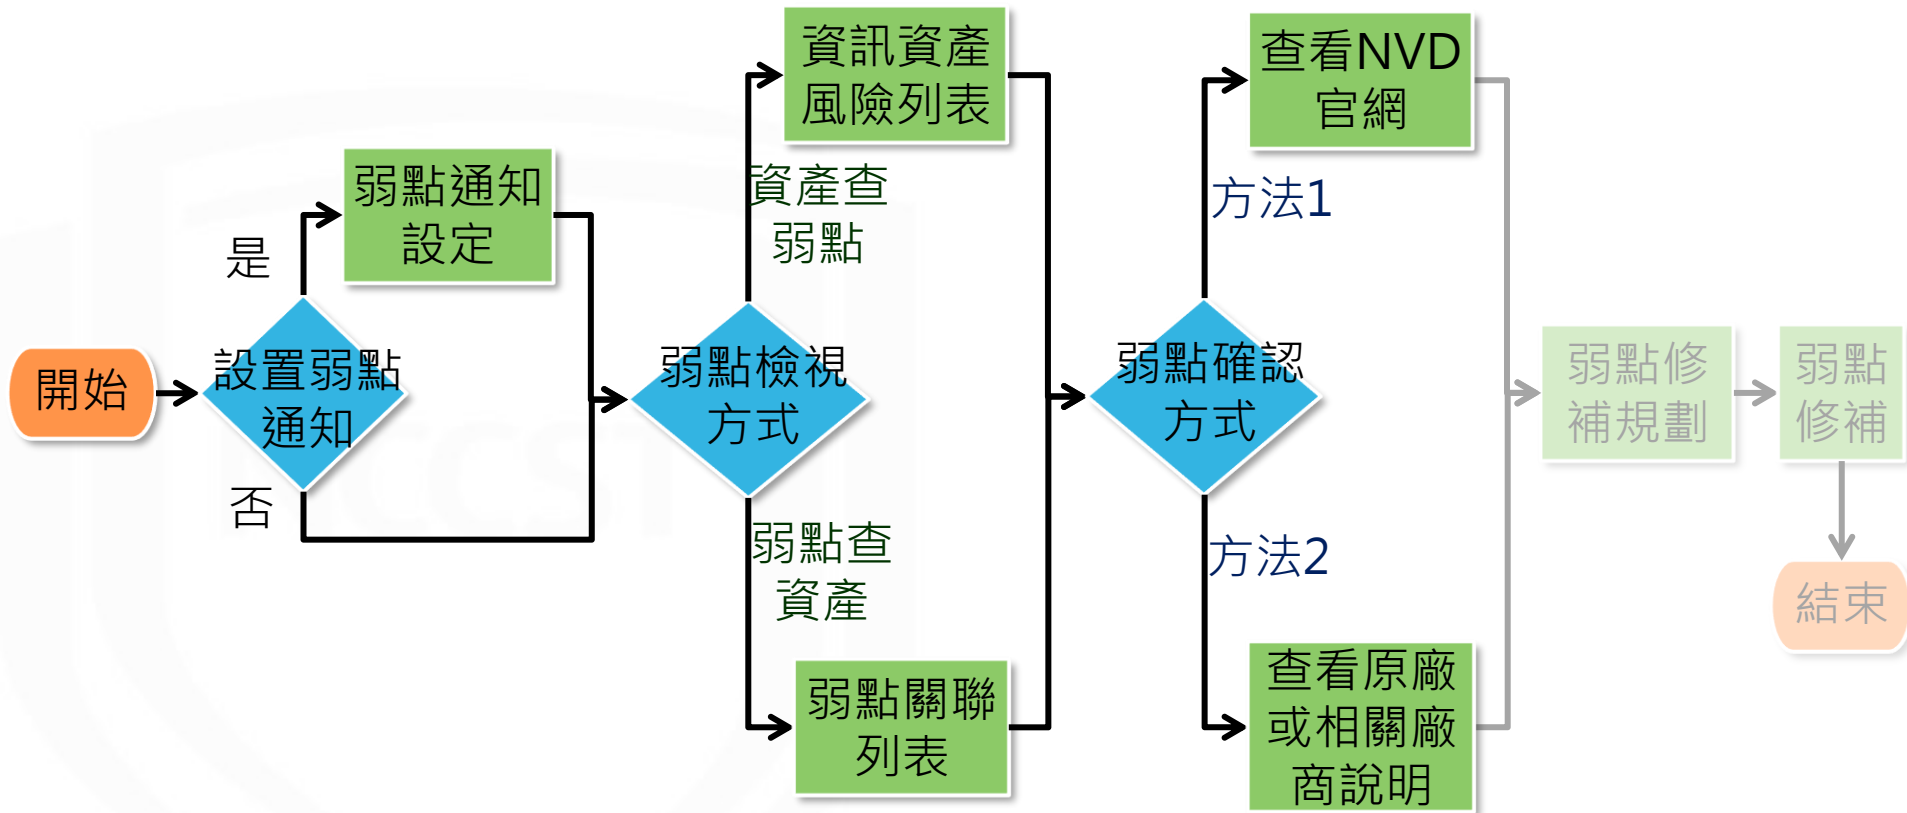 開始
設置弱點
通知
是
否
弱點通知
設定
弱點檢視
方式
資產查
弱點
弱點查
資產
資訊資產
風險列表
弱點關聯
列表
弱點確認
方式
方法1
方法2
查看NVD
官網
查看原廠
或相關廠
商說明
弱點修
補規劃
弱點
修補
結束
NCCST